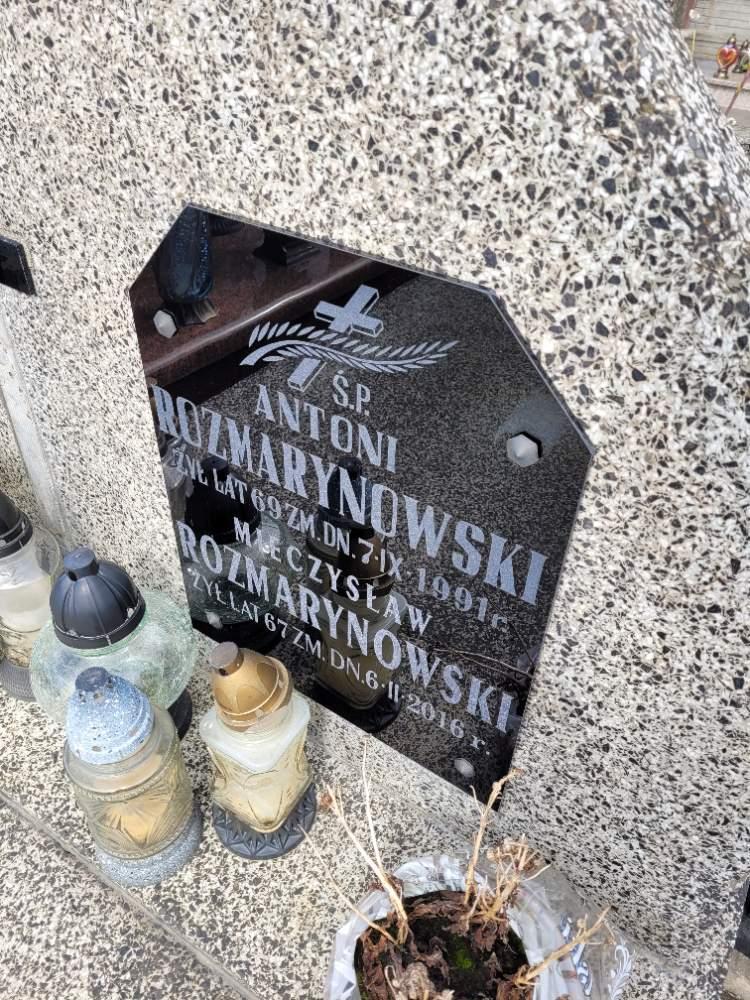 Ś.P.
ANTONI
ROZMARYNOWSKI
ŻYŁ LAT 69 ZM. DN. 7·IX 1991 r.
MIECZYSŁAW
ROZMARYNOWSKI
ŻYŁ LAT 67 ZM. DN. 6·II 2016 r.